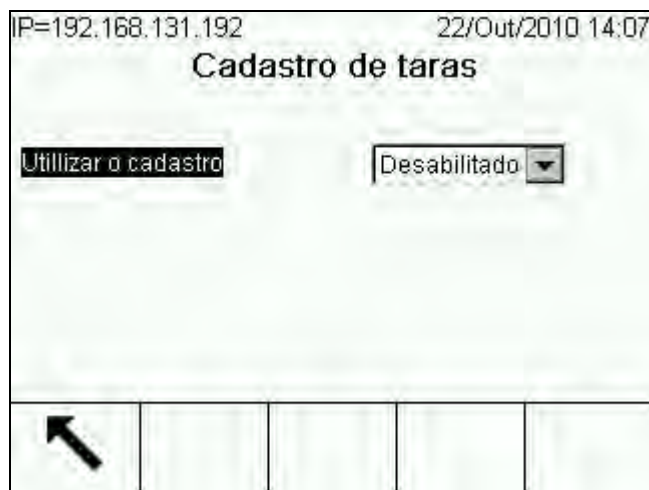 IP=192.168.131.192 22/Out/2010 14:07
Cadastro de taras
Utillizar o cadastro Desabilitado